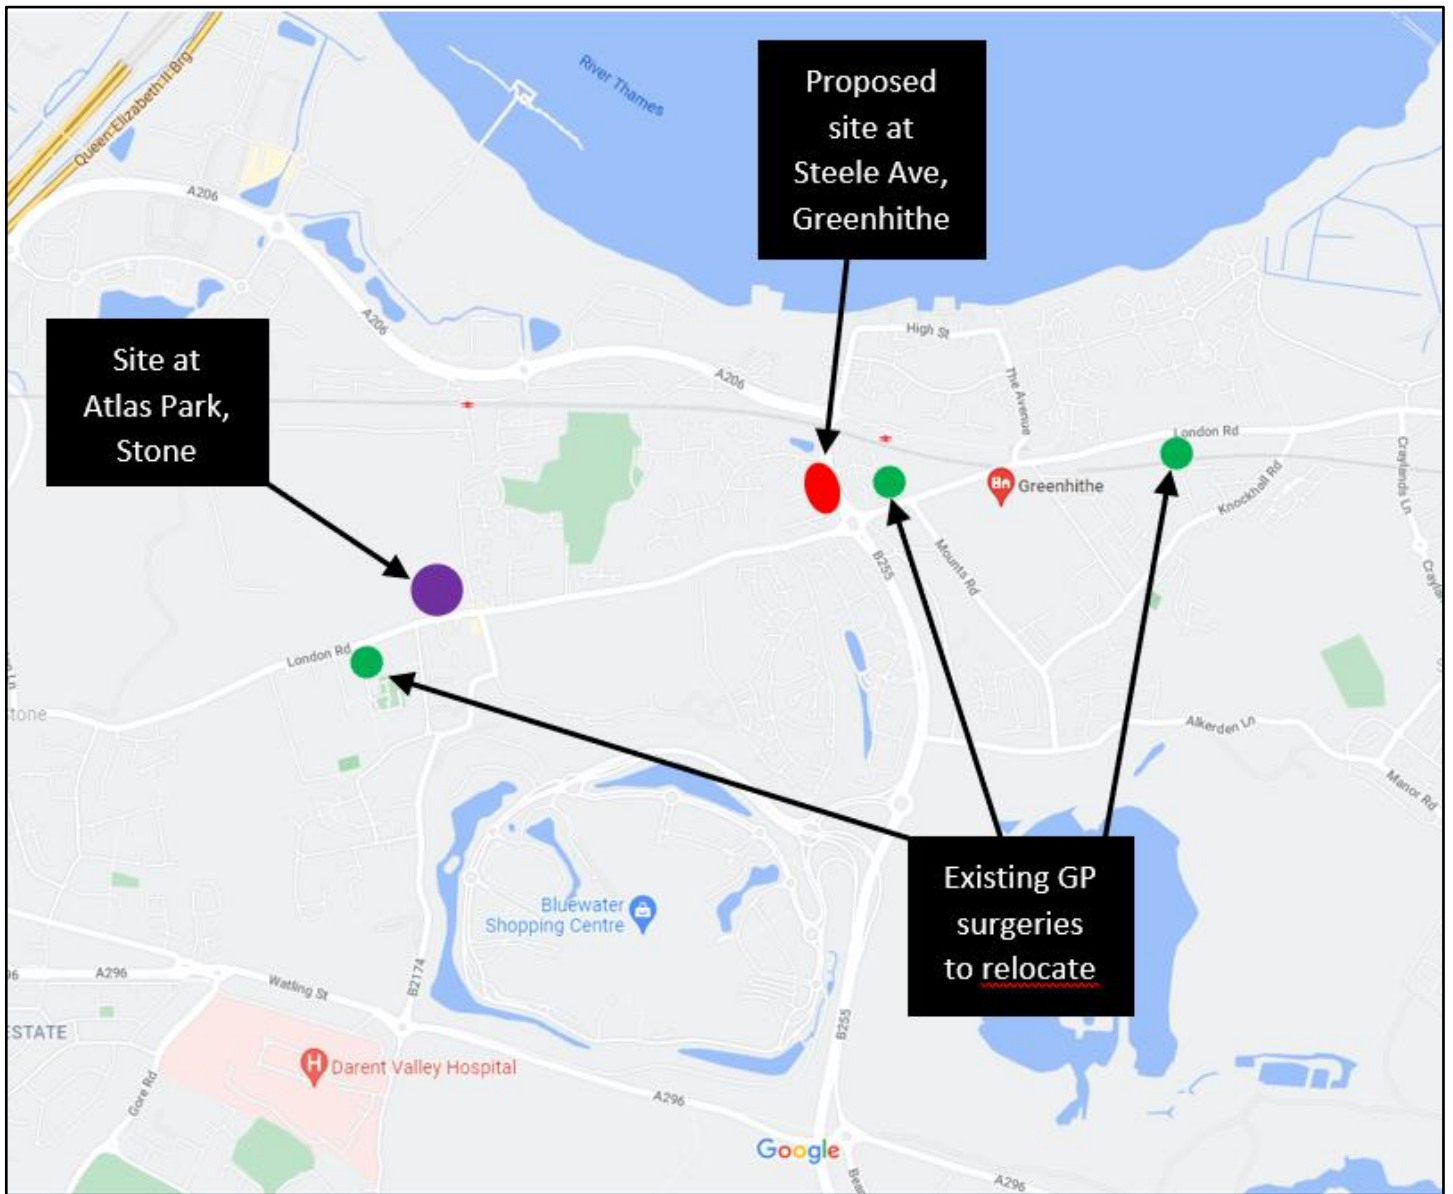 Queen Elizabeth II Brg
River Thames
Proposed
site at
Steele Ave,
Greenhithe
A206
A206
A206
High St
The Avenue
London Rd
Site at
Atlas Park,
Stone
Greenhithe
Knockhall Rd
Craylands Ln
Mounts Rd
B255
London Rd
Alkerden Ln
Manor Rd
Existing GP
surgeries
to relocate
Bluewater
Shopping Centre
A296
Watling St
B2174
B255
ESTATE
Darent Valley Hospital
Gore Rd
A296
Google
A296